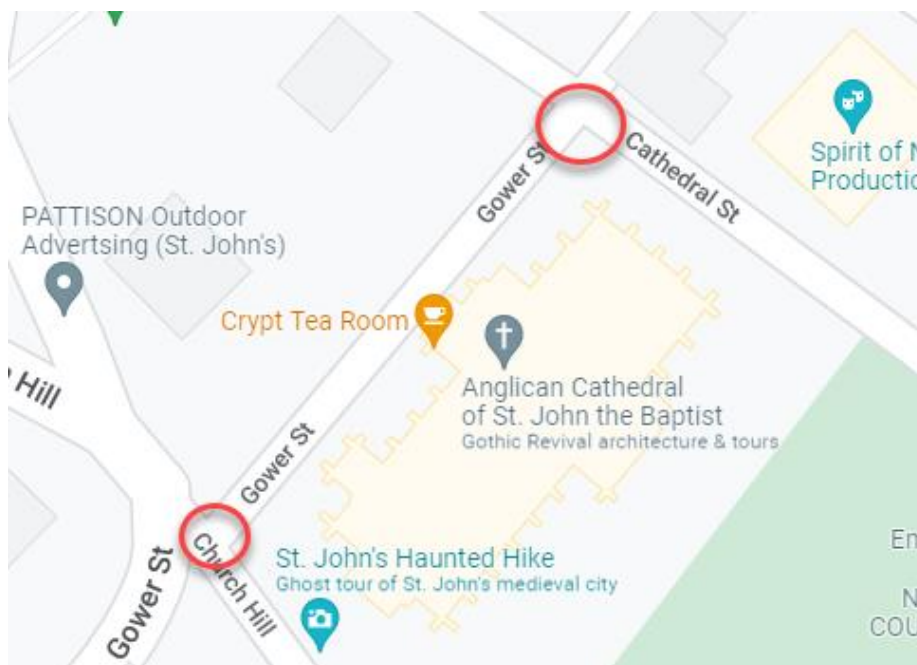 Gower St
Cathedral St
Spirit of N
Productio
PATTISON Outdoor
Advertsing (St. John's)
Crypt Tea Room
Anglican Cathedral
of St. John the Baptist
Gothic Revival architecture & tours
Hill
Gower St
Church Hill
Gower St
St. John's Haunted Hike
Ghost tour of St. John's medieval city
En
N
COU